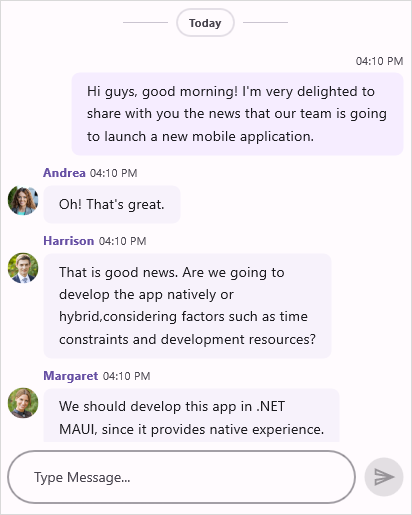 Today
04:10 PM
Hi guys, good morning! I'm very delighted to
share with you the news that our team is going
to launch a new mobile application.
Andrea 04:10 PM
Oh! That's great.
Harrison 04:10 PM
That is good news. Are we going to
develop the app natively or
hybrid,considering factors such as time
constraints and development resources?
Margaret 04:10 PM
We should develop this app in .NET
MAUI, since it provides native experience.
Type Message...